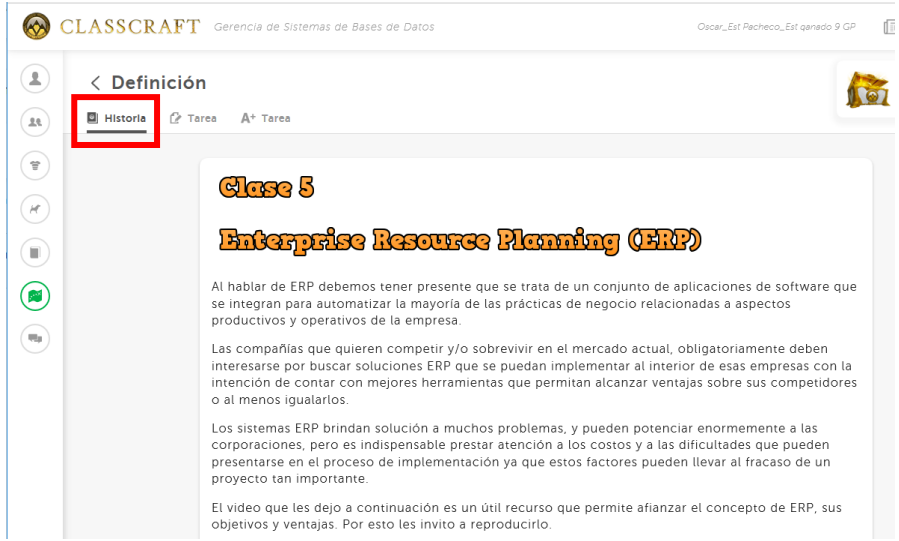 CLASSCRAFT Gerencia de Sistemas de Bases de Datos Oscar_Est Pacheco_Est ganado 9 GP
< Definición
Historia Tarea A+ Tarea
Clase 5
Enterprise Resource Planning (ERP)
Al hablar de ERP debemos tener presente que se trata de un conjunto de aplicaciones de software que
se integran para automatizar la mayoría de las prácticas de negocio relacionadas a aspectos
productivos y operativos de la empresa.
Las compañías que quieren competir y/o sobrevivir en el mercado actual, obligatoriamente deben
interesarse por buscar soluciones ERP que se puedan implementar al interior de esas empresas con la
intención de contar con mejores herramientas que permitan alcanzar ventajas sobre sus competidores
o al menos igualarlos.
Los sistemas ERP brindan solución a muchos problemas, y pueden potenciar enormemente a las
corporaciones, pero es indispensable prestar atención a los costos y a las dificultades que pueden
presentarse en el proceso de implementación ya que estos factores pueden llevar al fracaso de un
proyecto tan importante.
El video que les dejo a continuación es un útil recurso que permite afianzar el concepto de ERP, sus
objetivos y ventajas. Por esto les invito a reproducirlo.